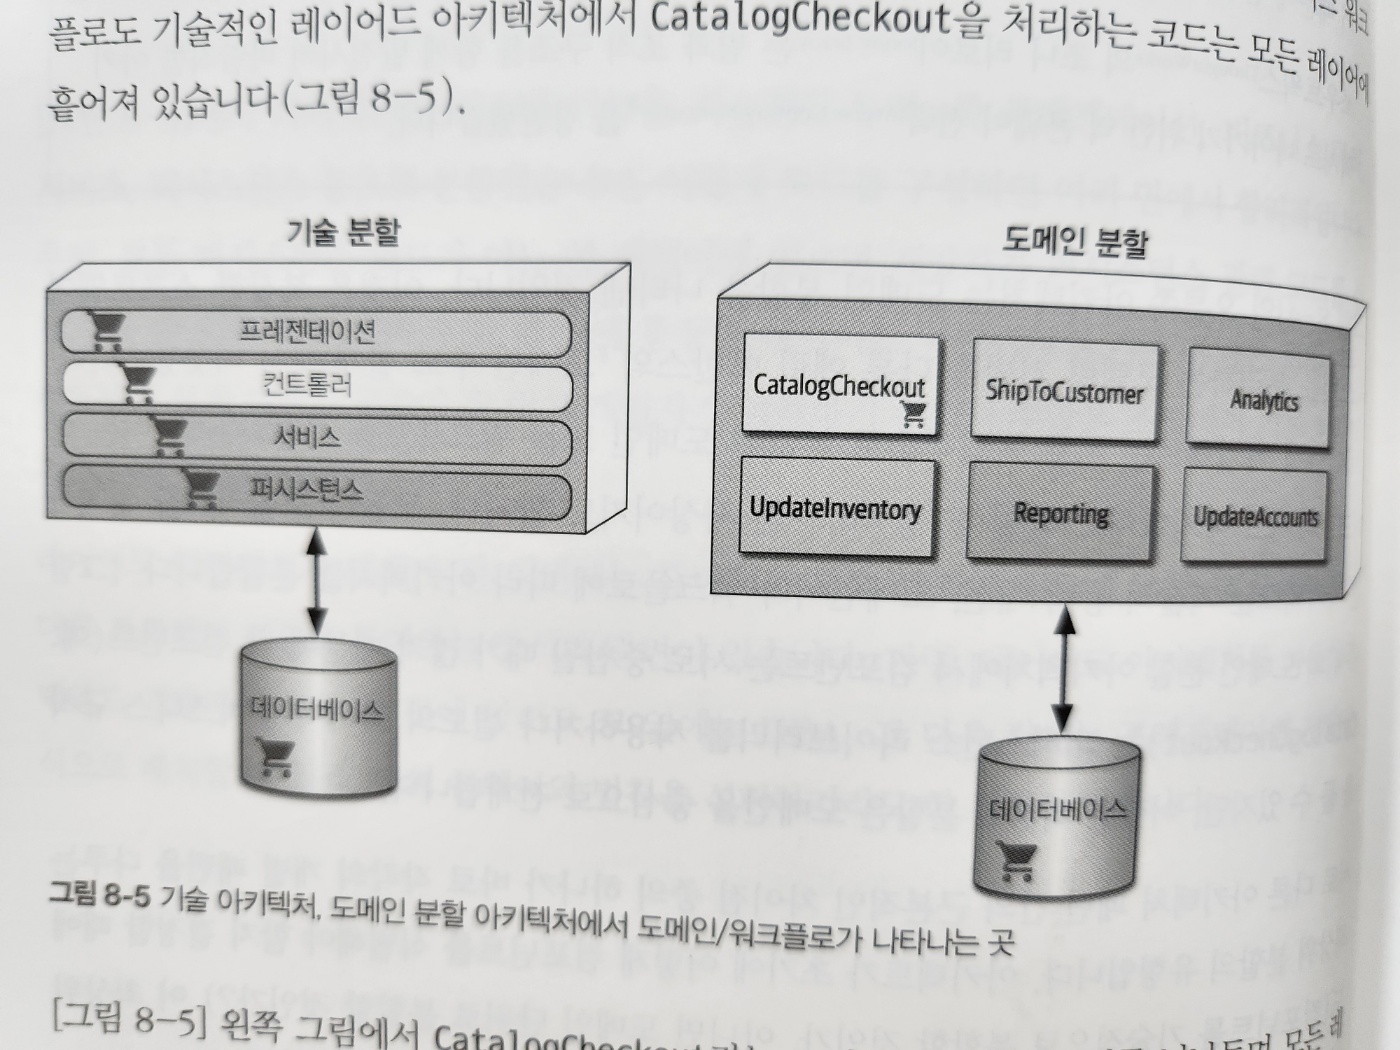 플로도 기술적인 레이어드 아키텍처에서 CatalogCheckout을 처리하는 코드는 모든 레이어에
흩어져 있습니다(그림 8-5).
기술 분할
프레젠테이션
컨트롤러
서비스
퍼시스턴스
데이터베이스
도메인 분할
CatalogCheckout
ShipToCustomer
Analytics
UpdateInventory
Reporting
UpdateAccounts
데이터베이스
그림 8-5 기술 아키텍처, 도메인 분할 아키텍처에서 도메인/워크플로가 나타나는 곳
[그림 8-5] 왼쪽 그림에서 CatalogCheckout